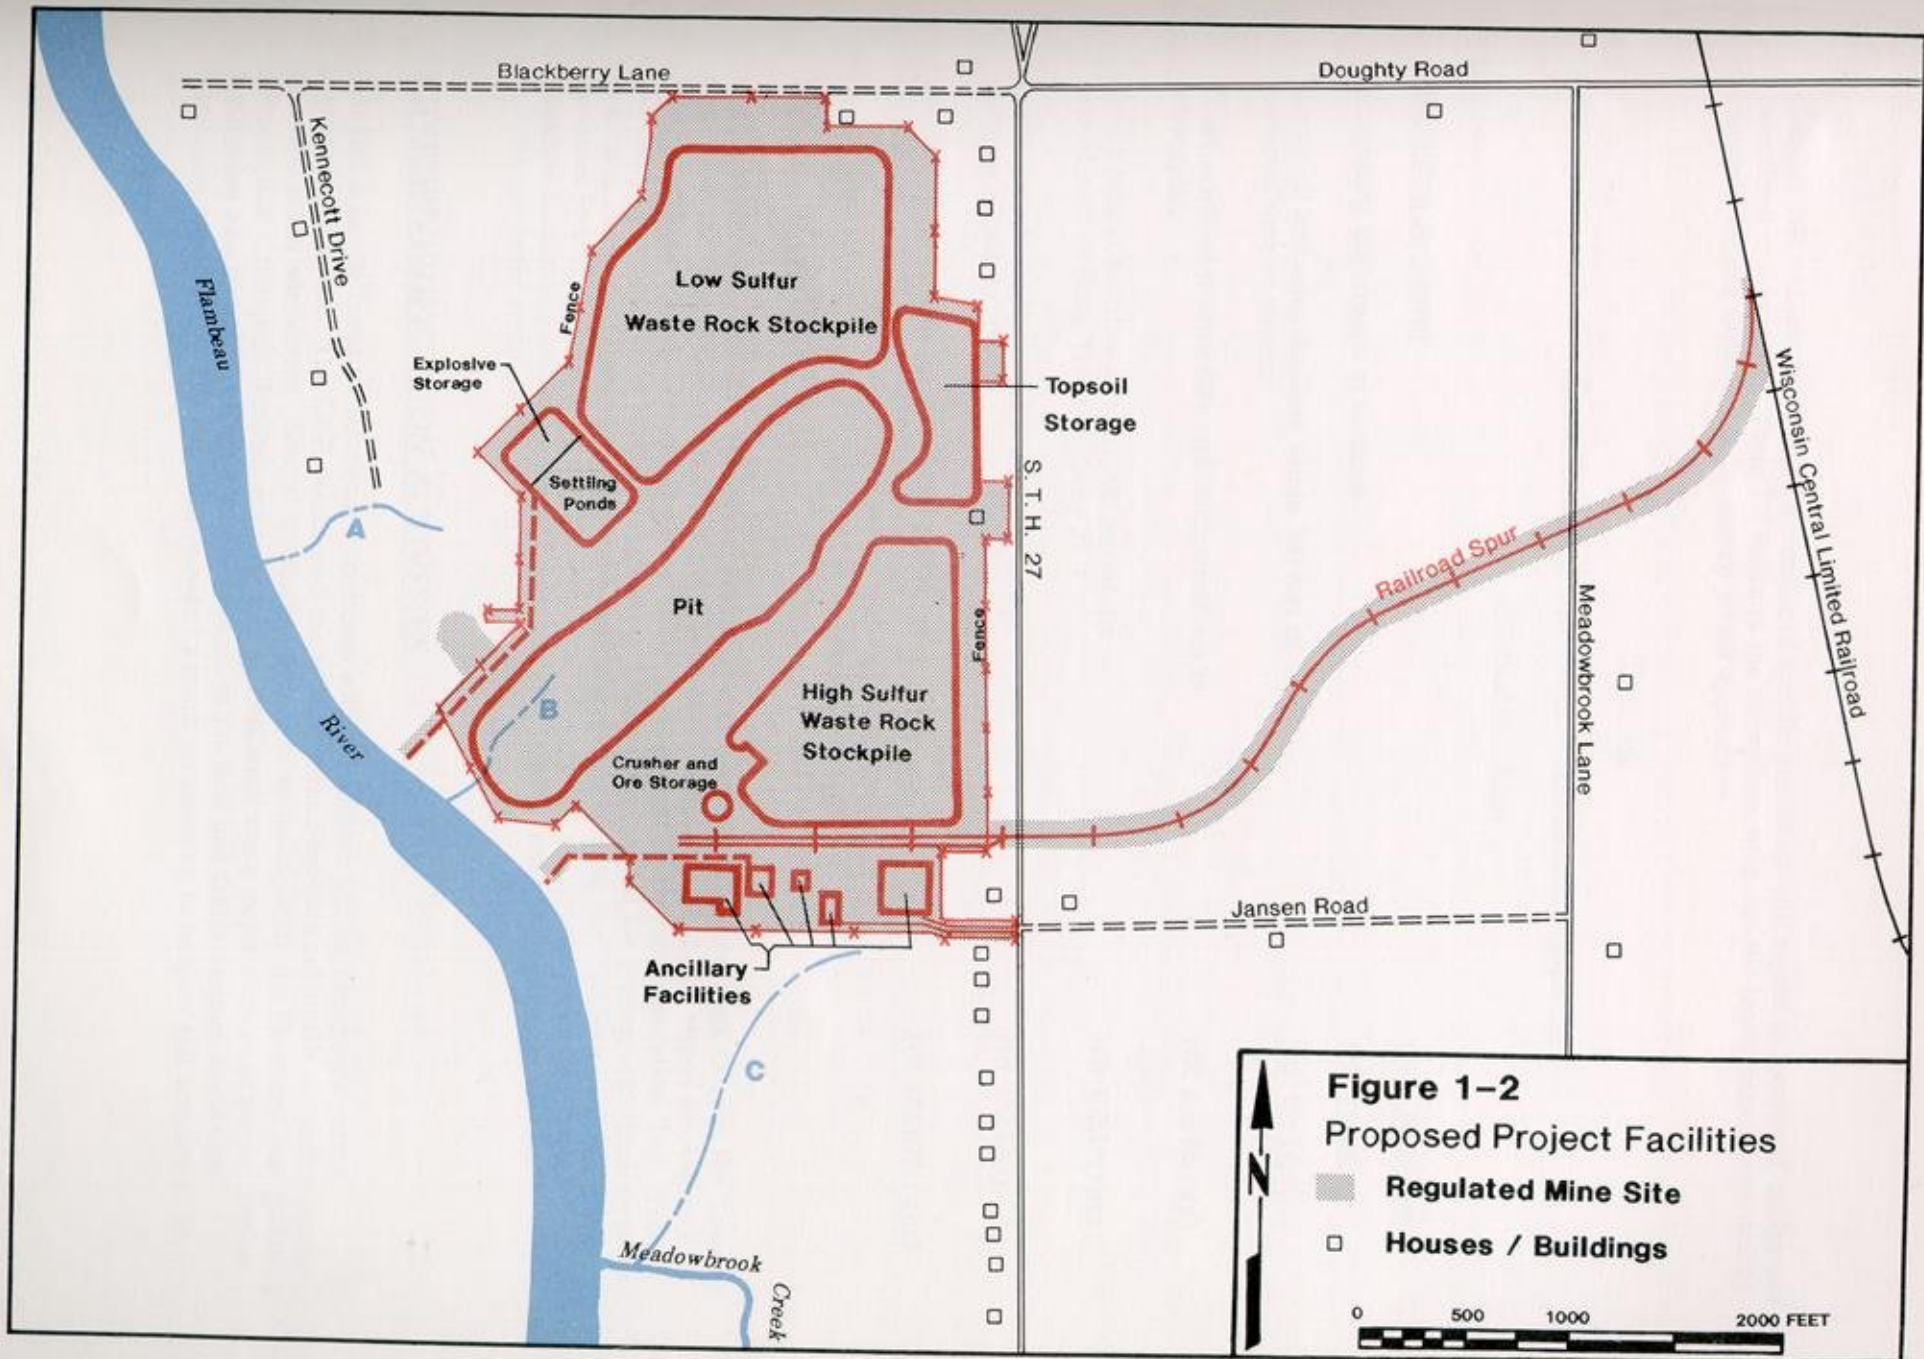 Blackberry Lane
Doughty Road
Kennecott Drive
Flambeau
River
Fence
Low Sulfur
Waste Rock Stockpile
Explosive
Storage
Settling
Ponds
Topsoil
Storage
S. T. H. 27
Pit
A
B
Fence
High Sulfur
Waste Rock
Stockpile
Crusher and
Ore Storage
Railroad Spur
Wisconsin Central Limited Railroad
Meadowbrook Lane
Jansen Road
Ancillary
Facilities
C
Meadowbrook
Creek
Figure 1-2
Proposed Project Facilities
N
Regulated Mine Site
Houses / Buildings
0 500 1000 2000 FEET